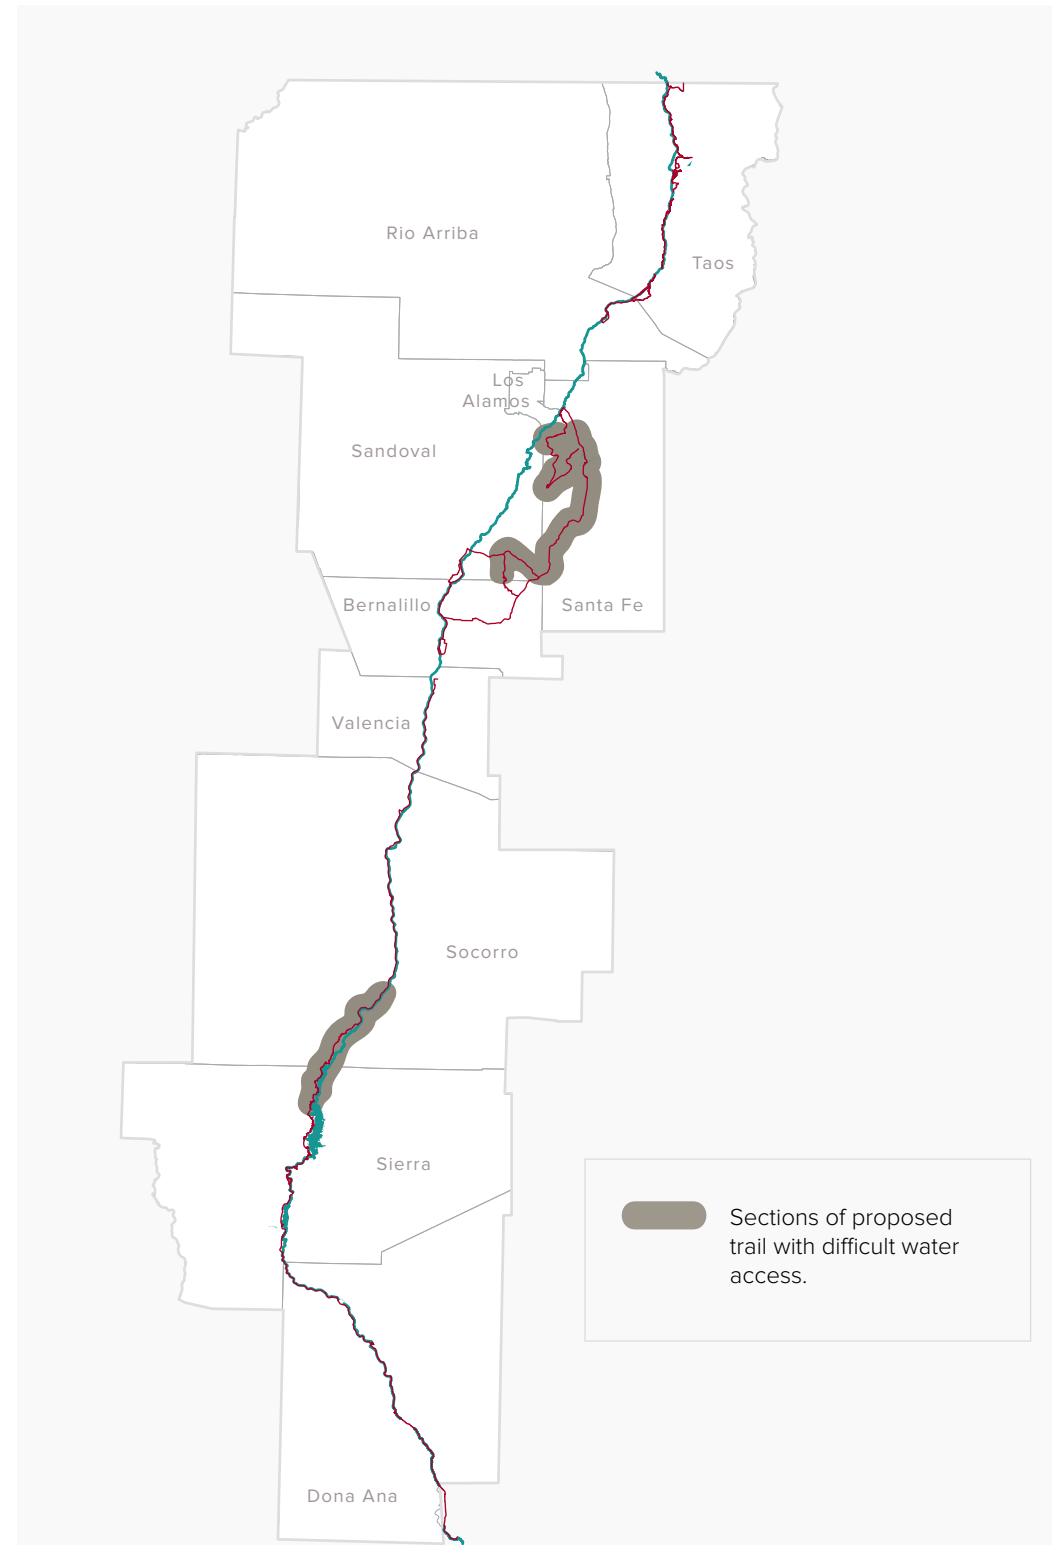 Rio Arriba
Taos
Los
Alamos
Sandoval
Bernalillo
Santa Fe
Valencia
Socorro
Sierra
Sections of proposed
trail with difficult water
access.
Dona Ana